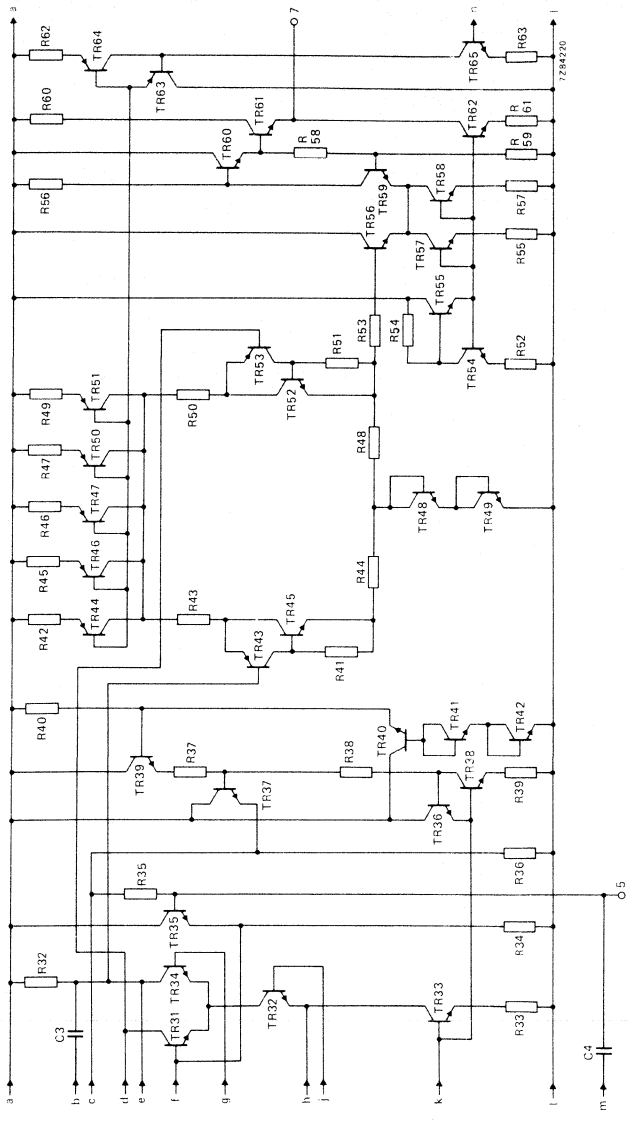 a
b
c
d
e
f
g
h
j
k
l
m
C3
R32
TR31
TR34
TR35
R35
TR32
TR33
R33
R34
C4
5
R36
TR37
R37
TR39
R40
R38
TR36
TR38
R39
TR40
TR41
TR42
R42
R45
R46
R47
R49
TR44
TR46
TR47
TR50
TR51
R43
TR43
TR45
R41
R44
TR48
TR49
R48
R50
TR53
TR52
R51
R53
R54
TR54
R52
TR55
TR56
TR57
R55
TR58
R57
TR59
R56
R60
TR60
TR61
R
58
R
59
TR62
R
61
R62
TR64
TR63
TR65
R63
a
7
n
l
7Z84220